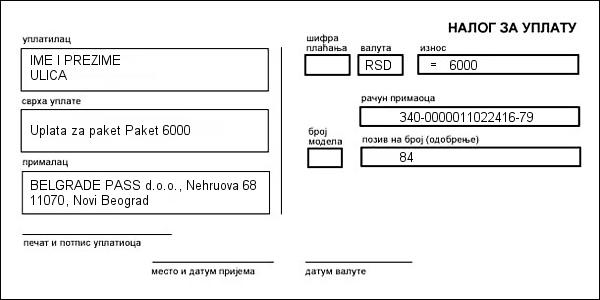 НАЛОГ ЗА УПЛАТУ
уплатилац
IME I PREZIME
ULICA
сврха уплате
Uplata za paket Paket 6000
прималац
BELGRADE PASS d.o.o., Nehruova 68
11070, Novi Beograd
печат и потпис уплатиоца
место и датум пријема
шифра
плаћања
валута
RSD
износ
= 6000
рачун примаоца
340-0000011022416-79
број
модела
позив на број (одобрење)
84
датум валуте